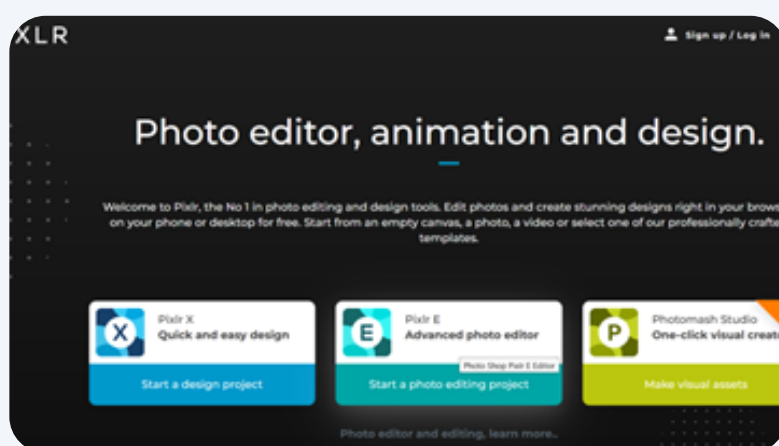 XLR
Sign up / Log in
Photo editor, animation and design.
Welcome to Pixlr, the No 1 in photo editing and design tools. Edit photos and create stunning designs right in your brows
on your phone or desktop for free. Start from an empty canvas, a photo, a video or select one of our professionally crafte
templates.
X
Pixlr X
Quick and easy design
Start a design project
E
Pixlr E
Advanced photo editor
Photo Shop Pixlr E Editor
Start a photo editing project
P
Photomash Studio
One-click visual creat
Make visual assets
Photo editor and editing, learn more..